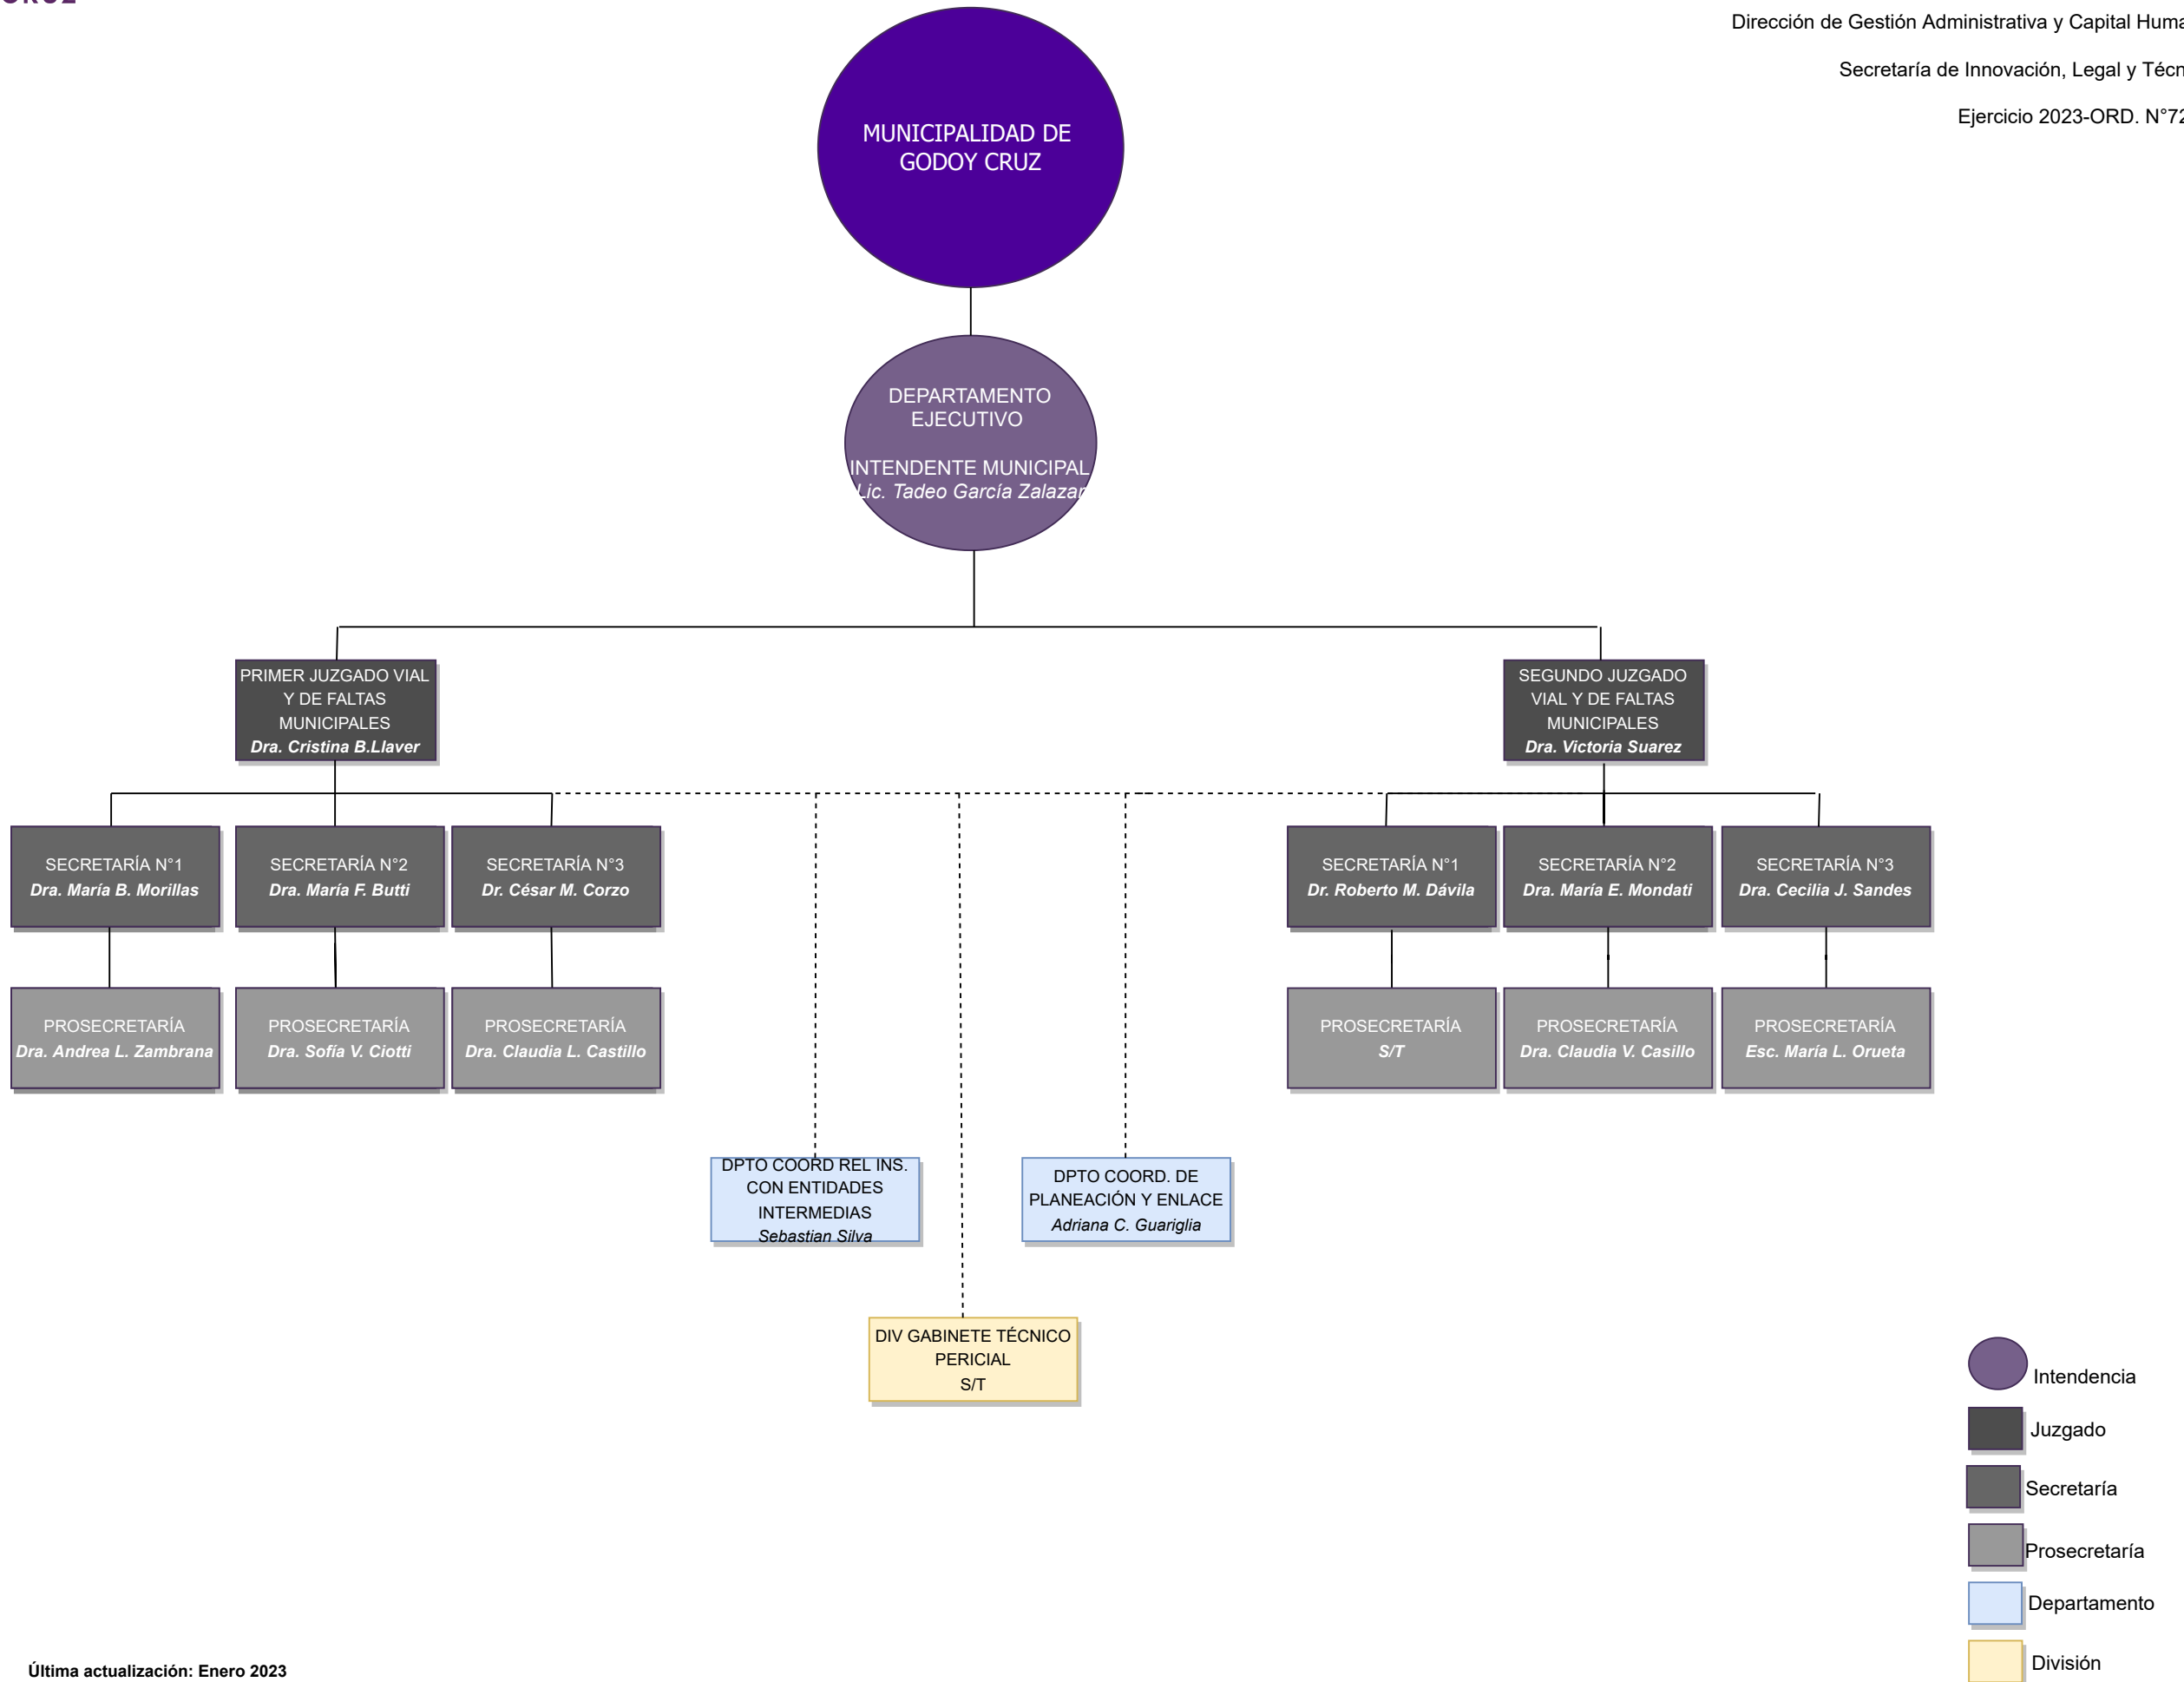 CRUZ
Dirección de Gestión Administrativa y Capital
Secretaría de Innovación, Legal y
Ejercicio 2023-ORD.
MUNICIPALIDAD DE
GODOY CRUZ
DEPARTAMENTO
EJECUTIVO
INTENDENTE MUNICIPAL
Lic. Tadeo García Zalazar
PRIMER JUZGADO VIAL
Y DE FALTAS
MUNICIPALES
Dra. Cristina B.Llaver
SEGUNDO JUZGADO
VIAL Y DE FALTAS
MUNICIPALES
Dra. Victoria Suarez
SECRETARÍA N°1
Dra. María B. Morillas
SECRETARÍA N°2
Dra. María F. Butti
SECRETARÍA N°3
Dr. César M. Corzo
SECRETARÍA N°1
Dr. Roberto M. Dávila
SECRETARÍA N°2
Dra. María E. Mondati
SECRETARÍA N°3
Dra. Cecilia J. Sandes
PROSECRETARÍA
Dra. Andrea L. Zambrana
PROSECRETARÍA
Dra. Sofía V. Ciotti
PROSECRETARÍA
Dra. Claudia L. Castillo
PROSECRETARÍA
S/T
PROSECRETARÍA
Dra. Claudia V. Casillo
PROSECRETARÍA
Esc. María L. Orueta
DPTO COORD REL INS.
CON ENTIDADES
INTERMEDIAS
Sebastian Silva
DPTO COORD. DE
PLANEACIÓN Y ENLACE
Adriana C. Guariglia
DIV GABINETE TÉCNICO
PERICIAL
S/T
Intendencia
Juzgado
Secretaría
Prosecretaría
Departamento
División
Última actualización: Enero 2023